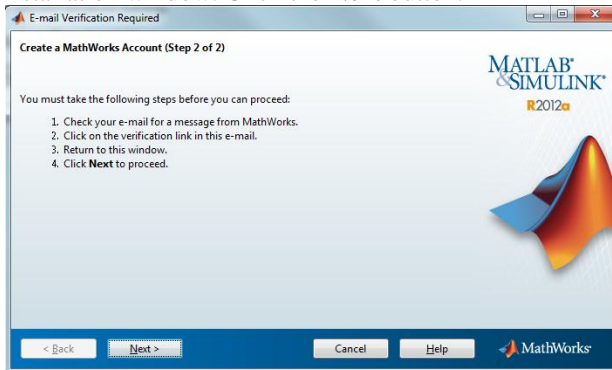 E-mail Verification Required
Create a MathWorks Account (Step 2 of 2)
MATLAB®
&SIMULINK®
R2012a
You must take the following steps before you can proceed:
1. Check your e-mail for a message from MathWorks.
2. Click on the verification link in this e-mail.
3. Return to this window.
4. Click Next to proceed.
< Back
Next >
Cancel
Help
MathWorks®